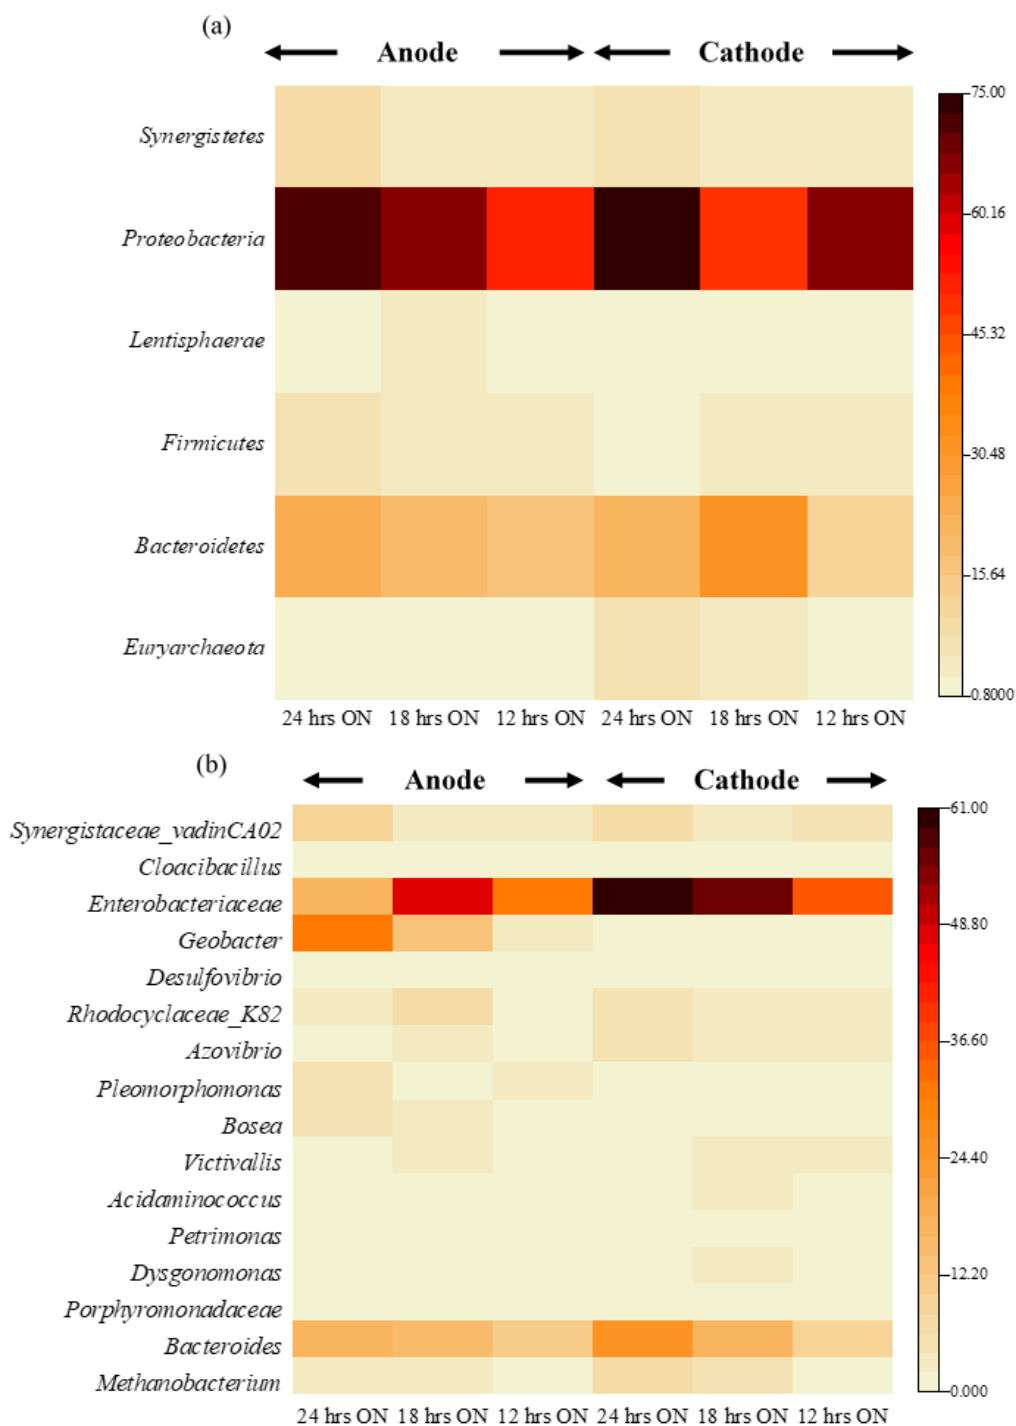 (a)
Anode Cathode
Synergistetes
Proteobacteria
Lentisphaerae
Firmicutes
Bacteroidetes
Euryarchaeota
75.00
60.16
45.32
30.48
15.64
0.8000
24 hrs ON 18 hrs ON 12 hrs ON 24 hrs ON 18 hrs ON 12 hrs ON
(b)
Anode Cathode
Synergistaceae_vadinCA02
Cloacibacillus
Enterobacteriaceae
Geobacter
Desulfovibrio
Rhodocyclaceae_K82
Azovibrio
Pleomorphomonas
Bosea
Victivallis
Acidaminococcus
Petrimonas
Dysgonomonas
Porphyromonadaceae
Bacteroides
Methanobacterium
61.00
48.80
36.60
24.40
12.20
0.000
24 hrs ON 18 hrs ON 12 hrs ON 24 hrs ON 18 hrs ON 12 hrs ON